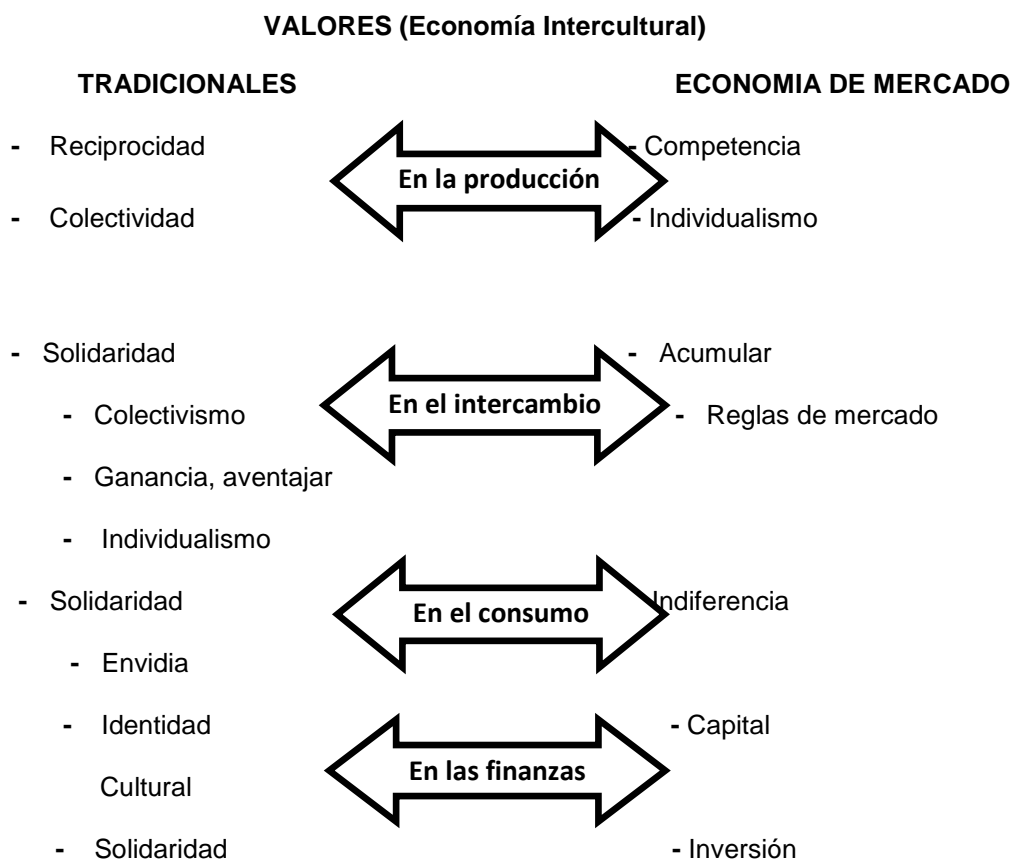 VALORES (Economía Intercultural)
TRADICIONALES ECONOMIA DE MERCADO
- Reciprocidad - Competencia
En la producción
- Colectividad - Individualismo
- Solidaridad - Acumular
En el intercambio
- Colectivismo - Reglas de mercado
- Ganancia, aventajar
- Individualismo
- Solidaridad Indiferencia
En el consumo
- Envidia
- Identidad - Capital
En las finanzas
Cultural
- Solidaridad - Inversión